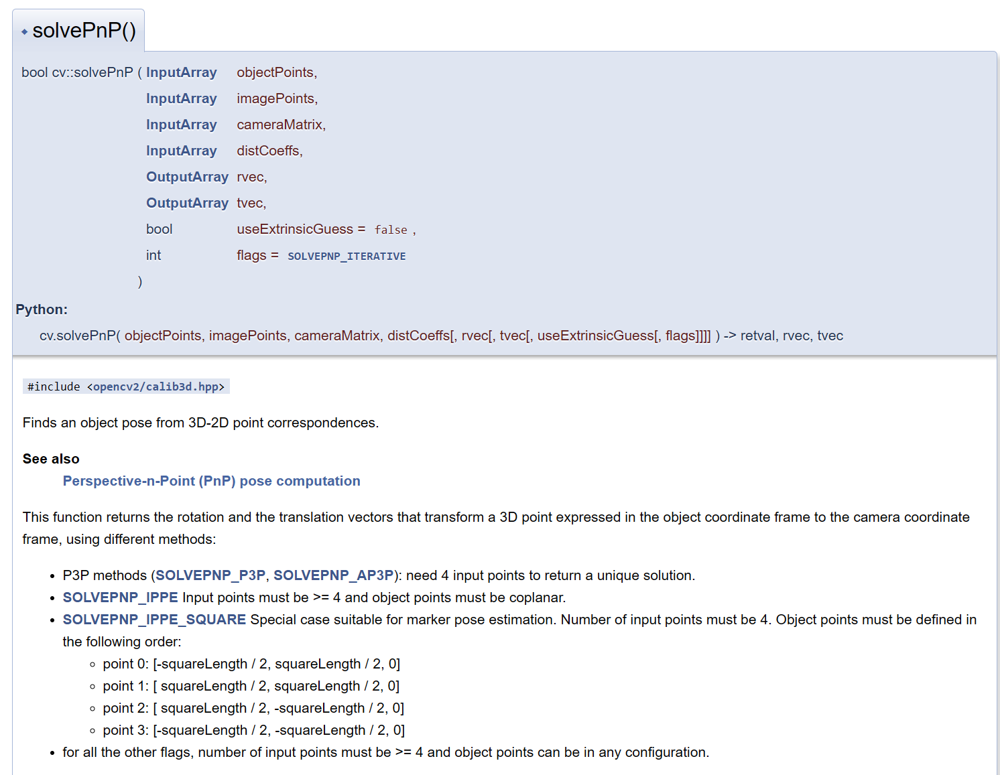 ◆ solvePnP()
bool cv::solvePnP ( InputArray objectPoints,
InputArray imagePoints,
InputArray cameraMatrix,
InputArray distCoeffs,
OutputArray rvec,
OutputArray tvec,
bool useExtrinsicGuess = false ,
int flags = SOLVEPNP_ITERATIVE
)
Python:
cv.solvePnP( objectPoints, imagePoints, cameraMatrix, distCoeffs[, rvec[, tvec[, useExtrinsicGuess[, flags]]]] ) -> retval, rvec, tvec
#include <opencv2/calib3d.hpp>
Finds an object pose from 3D-2D point correspondences.
See also
Perspective-n-Point (PnP) pose computation
This function returns the rotation and the translation vectors that transform a 3D point expressed in the object coordinate frame to the camera coordinate
frame, using different methods:
• P3P methods (SOLVEPNP_P3P, SOLVEPNP_AP3P): need 4 input points to return a unique solution.
• SOLVEPNP_IPPE Input points must be >= 4 and object points must be coplanar.
• SOLVEPNP_IPPE_SQUARE Special case suitable for marker pose estimation. Number of input points must be 4. Object points must be defined in
the following order:
◦ point 0: [-squareLength / 2, squareLength / 2, 0]
◦ point 1: [ squareLength / 2, squareLength / 2, 0]
◦ point 2: [ squareLength / 2, -squareLength / 2, 0]
◦ point 3: [-squareLength / 2, -squareLength / 2, 0]
• for all the other flags, number of input points must be >= 4 and object points can be in any configuration.